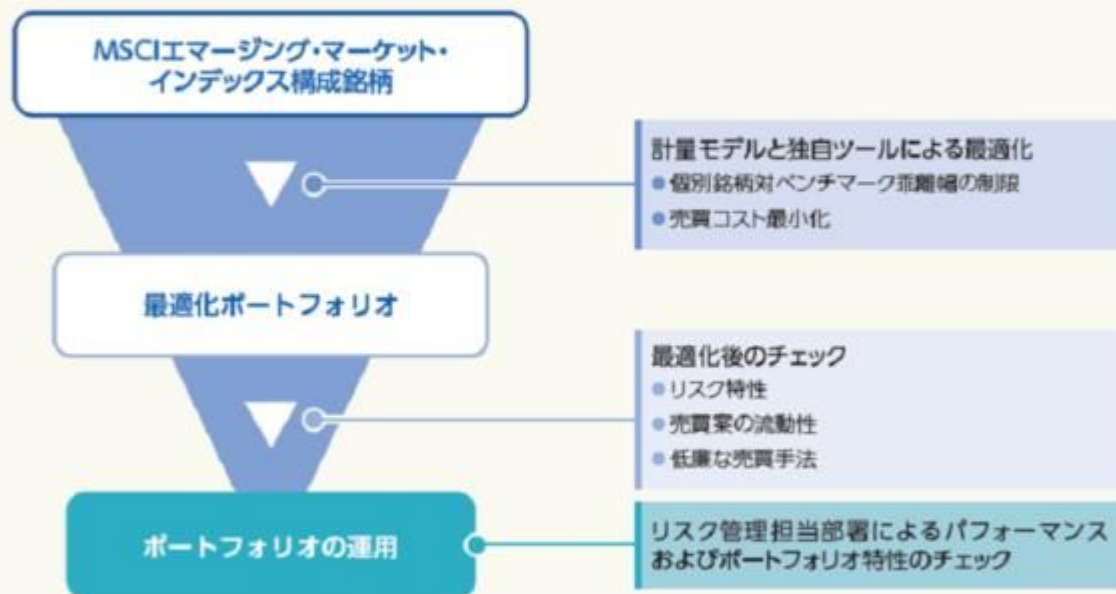 MSCIエマージング・マーケット・
インデックス構成銘柄
計量モデルと独自ツールによる最適化
●個別銘柄対ベンチマーク乖離幅の制限
●売買コスト最小化
最適化ポートフォリオ
最適化後のチェック
●リスク特性
●売買案の流動性
●低廉な売買手法
ポートフォリオの運用
リスク管理担当部署によるパフォーマンス
およびポートフォリオ特性のチェック